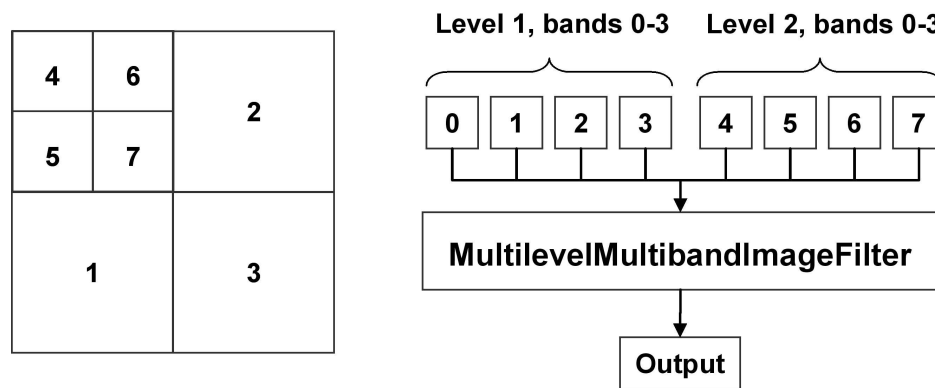 4 6
2
5 7
1 3
Level 1, bands 0-3
Level 2, bands 0-3
0 1 2 3 4 5 6 7
MultilevelMultibandImageFilter
Output